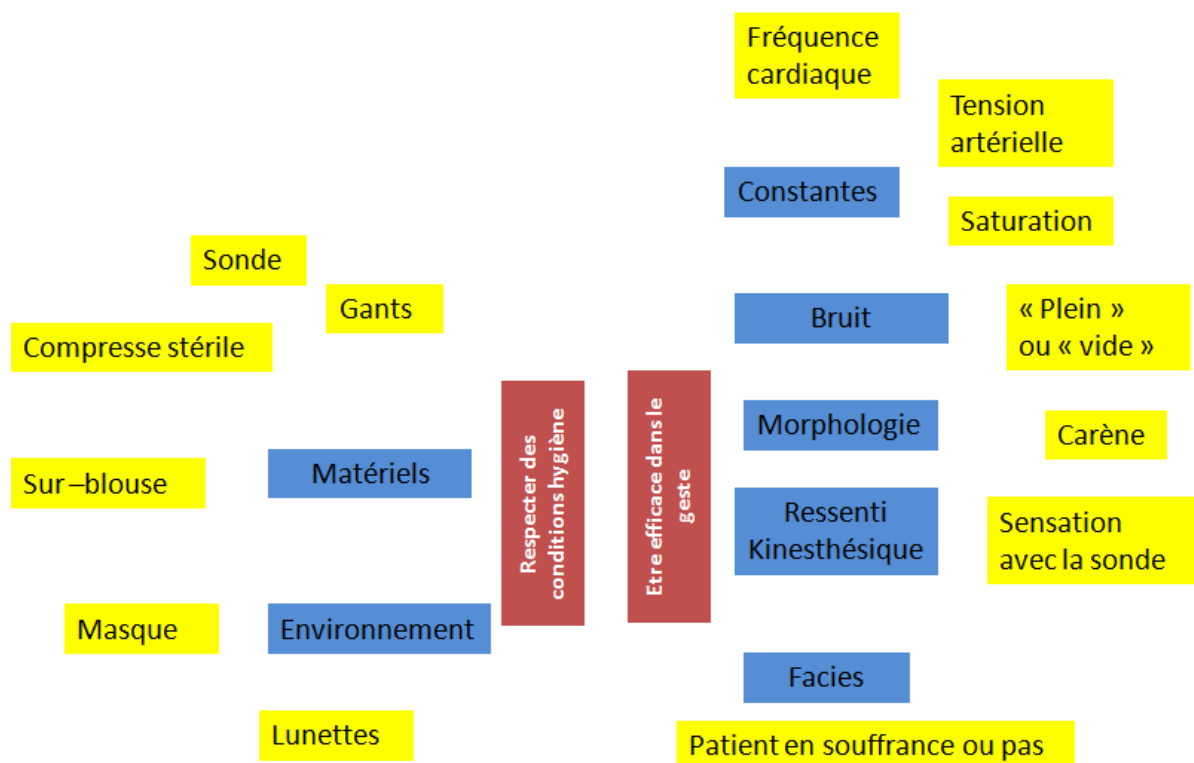 Fréquence
cardiaque
Tension
artérielle
Constantes
Saturation
Sonde
Gants
Compresse stérile
Bruit
« Plein »
ou « vide »
Respecter des
conditions hygiène
Etre efficace dans le
geste
Morphologie
Carène
Sur–blouse
Matériels
Ressenti
Kinesthésique
Sensation
avec la sonde
Masque
Environnement
Facies
Lunettes
Patient en souffrance ou pas